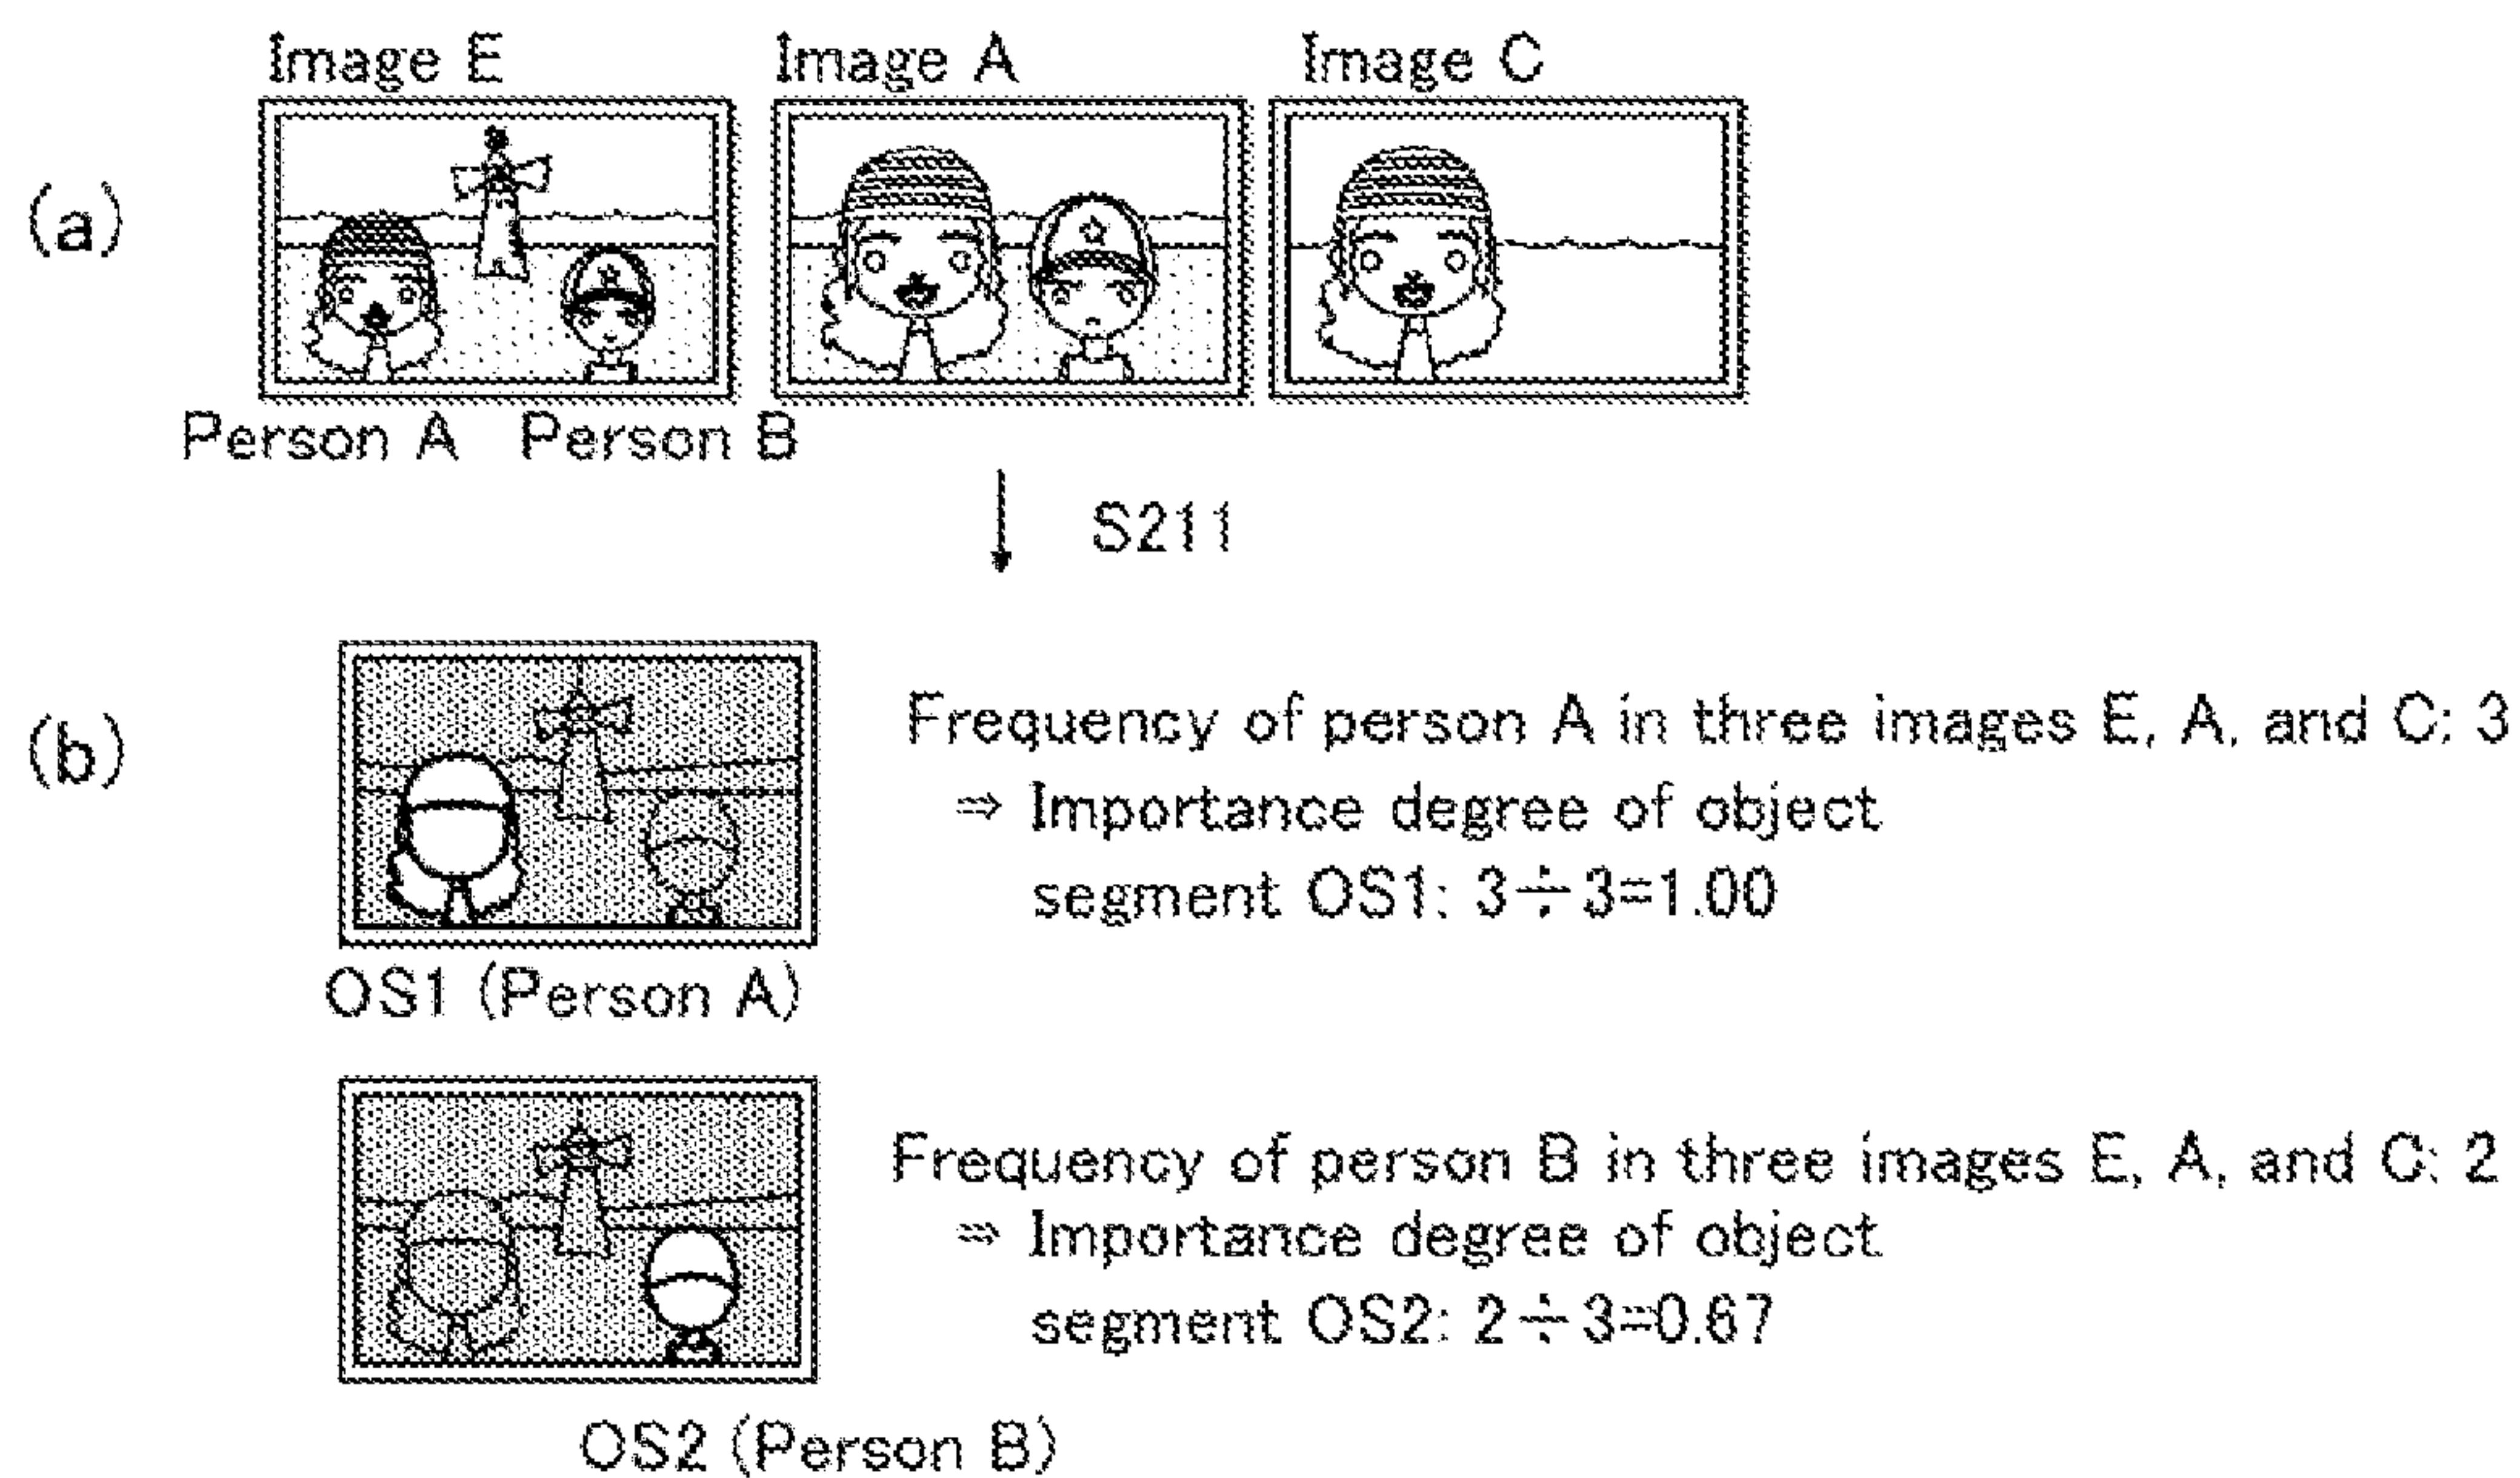 Image E Image A Image C
(a)
Person A Person B
S211
(b)
Frequency of person A in three images E, A, and C: 3
⇒ Importance degree of object
segment OS1: 3÷3=1.00
OS1 (Person A)
Frequency of person B in three images E, A, and C: 2
⇒ Importance degree of object
segment OS2: 2÷3=0.67
OS2 (Person B)